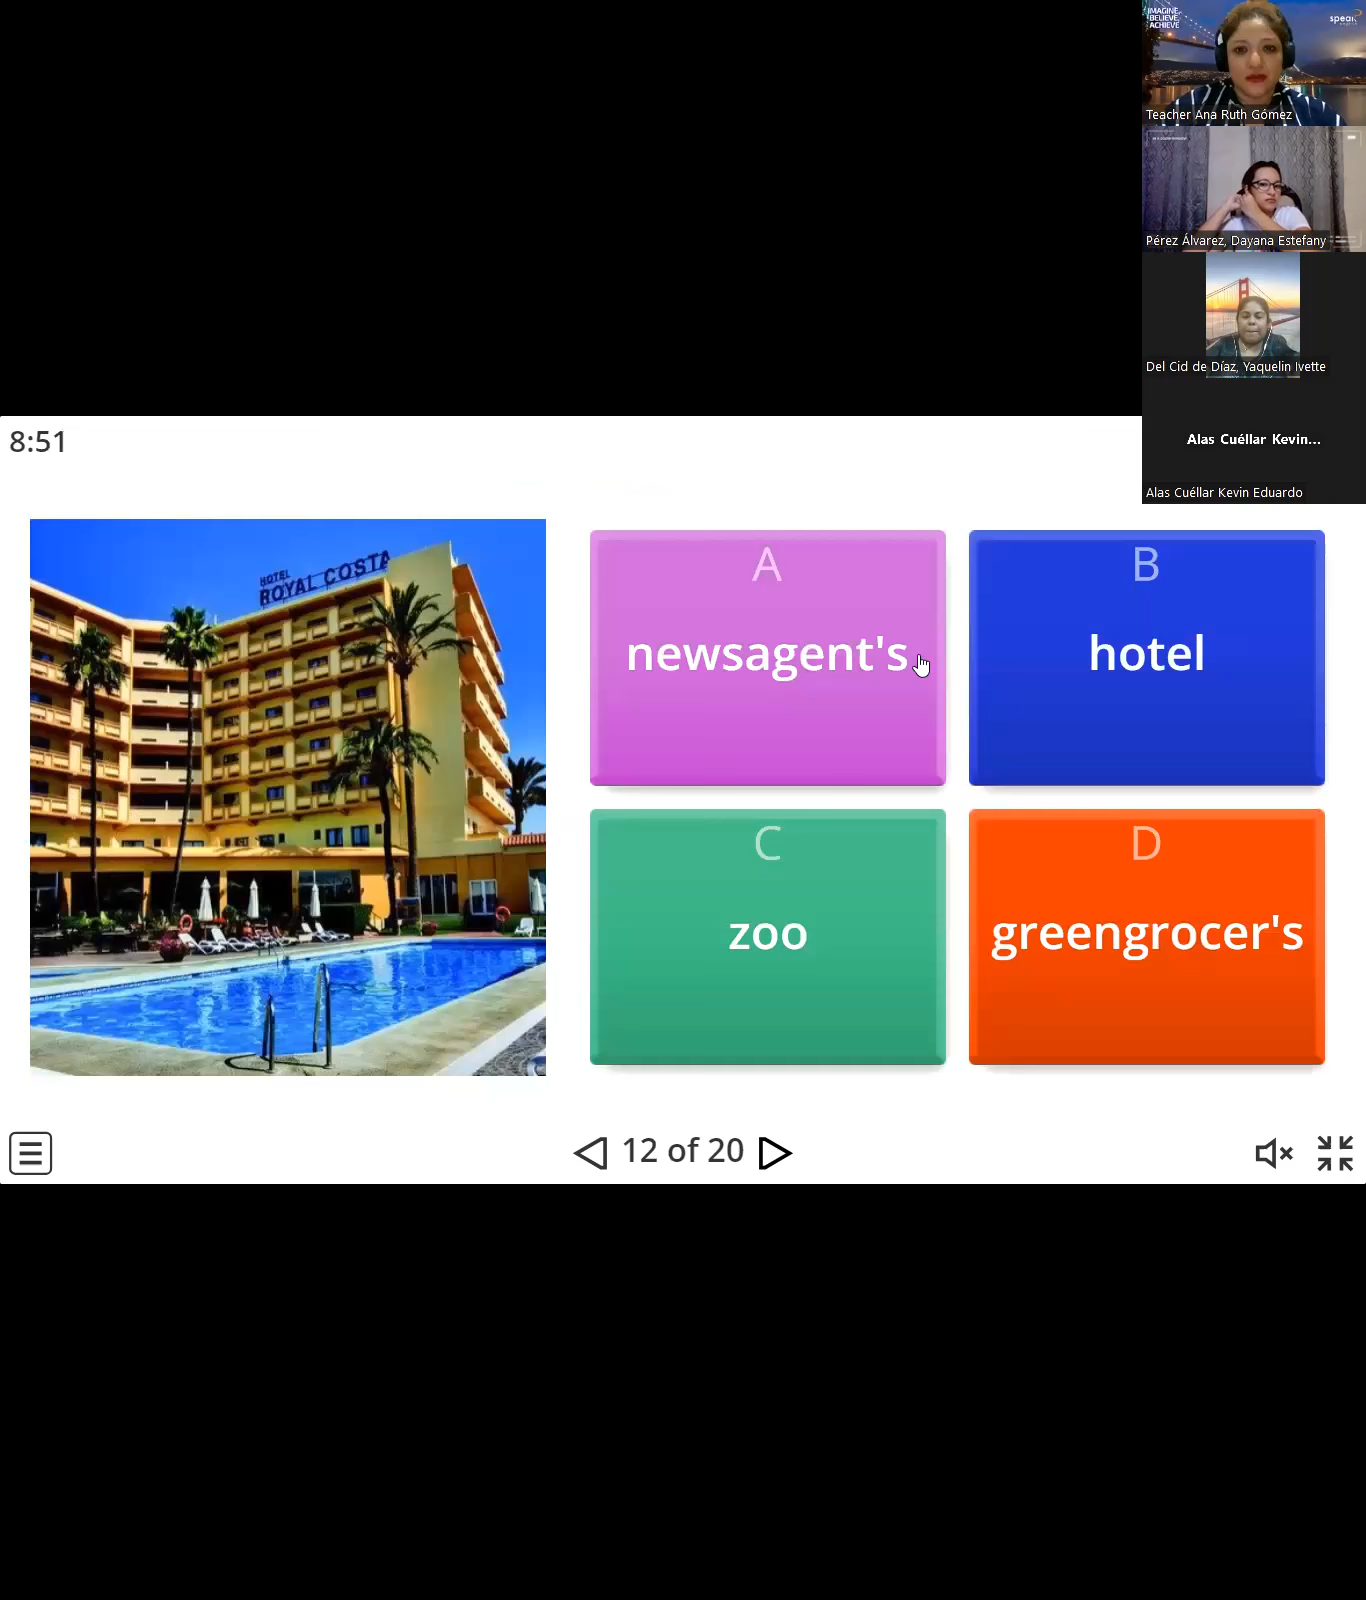 IMAGINE,
BELIEVE,
ACHIEVE
speak
Teacher Ana Ruth Gómez
Pérez Álvarez, Dayana Estefany
Del Cid de Díaz, Yaquelin Ivette
Alas Cuéllar Kevin...
Alas Cuéllar Kevin Eduardo
8:51
HOTEL
ROYAL COSTA
A
newsagent's
B
hotel
C
zoo
D
greengrocer's
12 of 20